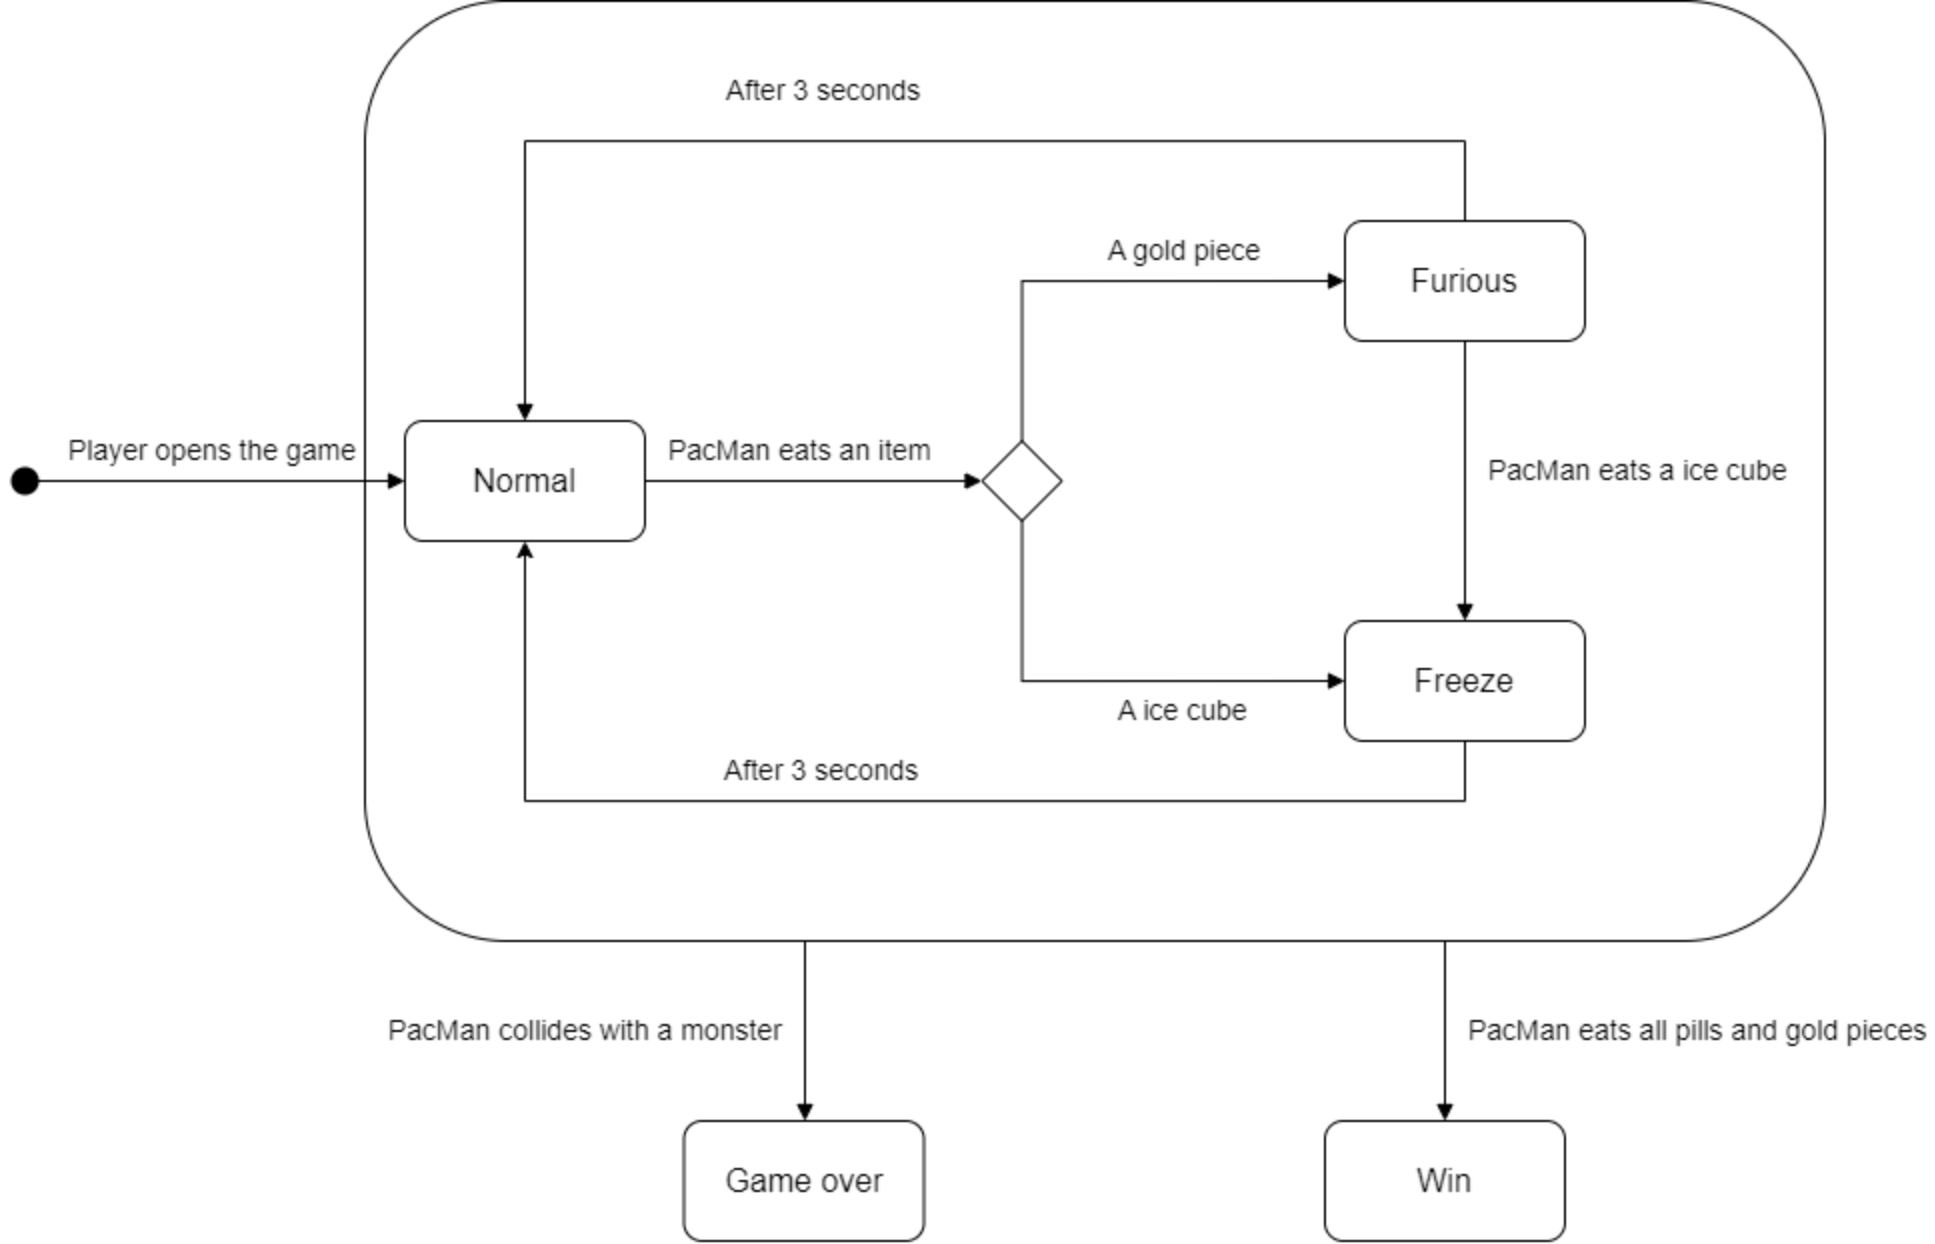 After 3 seconds
A gold piece
Furious
Player opens the game
Normal
PacMan eats an item
PacMan eats a ice cube
Freeze
A ice cube
After 3 seconds
PacMan collides with a monster
PacMan eats all pills and gold pieces
Game over
Win